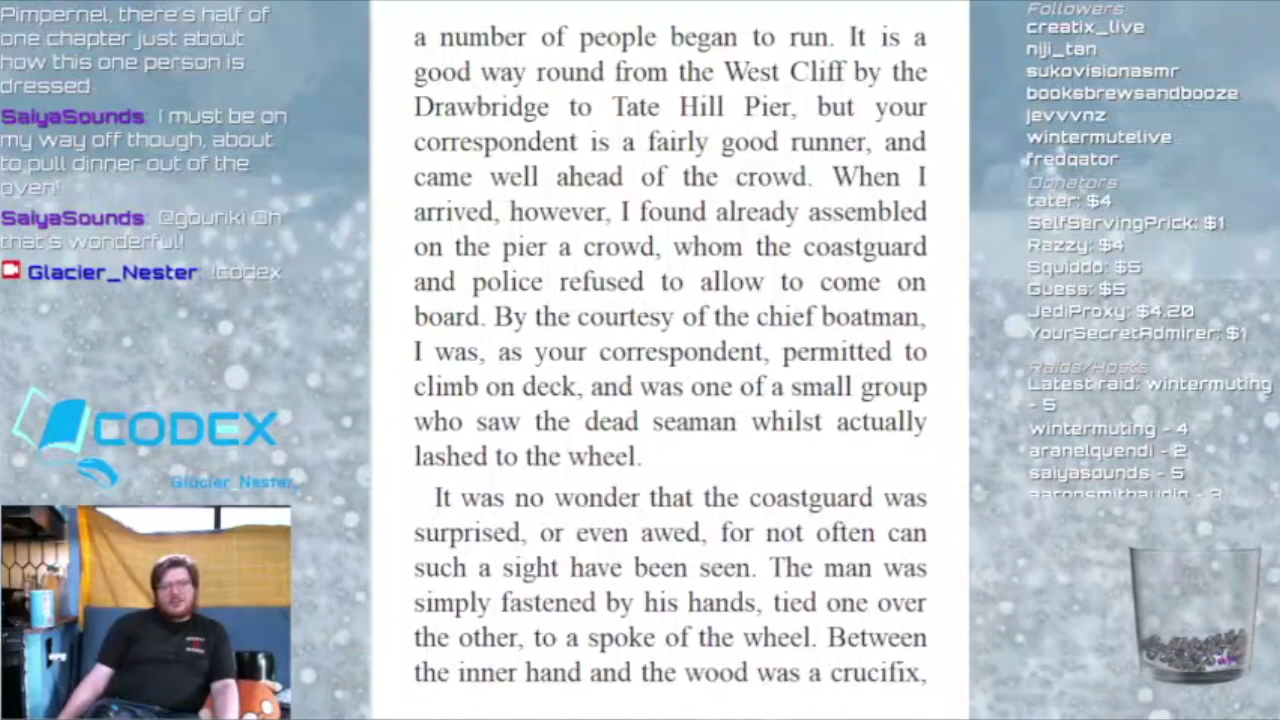 Pimpernel, there's half of
one chapter just about
how this one person is
dressed
SaiyaSounds: i must be on
my way off though, about
to pull dinner out of the
oven!
SaiyaSounds: @gouriki Oh
that's wonderful!
Glacier_Nester: !codex
CODEX
Glacier_Nester
a number of people began to run. It is a
good way round from the West Cliff by the
Drawbridge to Tate Hill Pier, but your
correspondent is a fairly good runner, and
came well ahead of the crowd. When I
arrived, however, I found already assembled
on the pier a crowd, whom the coastguard
and police refused to allow to come on
board. By the courtesy of the chief boatman,
I was, as your correspondent, permitted to
climb on deck, and was one of a small group
who saw the dead seaman whilst actually
lashed to the wheel.
It was no wonder that the coastguard was
surprised, or even awed, for not often can
such a sight have been seen. The man was
simply fastened by his hands, tied one over
the other, to a spoke of the wheel. Between
the inner hand and the wood was a crucifix,
Followers
creatix_live
niji_tan
sukovisionasmr
booksbrewsandbooze
jevvvnz
wintermutelive
fredgator
Donators
tater: $4
SelfServingPrick: $1
Razzy: $4
Squiddo: $5
Guess: $5
JediProxy: $4.20
YourSecretAdmirer: $1
Raids/Hosts
Latest raid: wintermuting
- 5
wintermuting - 4
aranelquendi - 2
saiyasounds - 5
aaronsmithaudio - 3